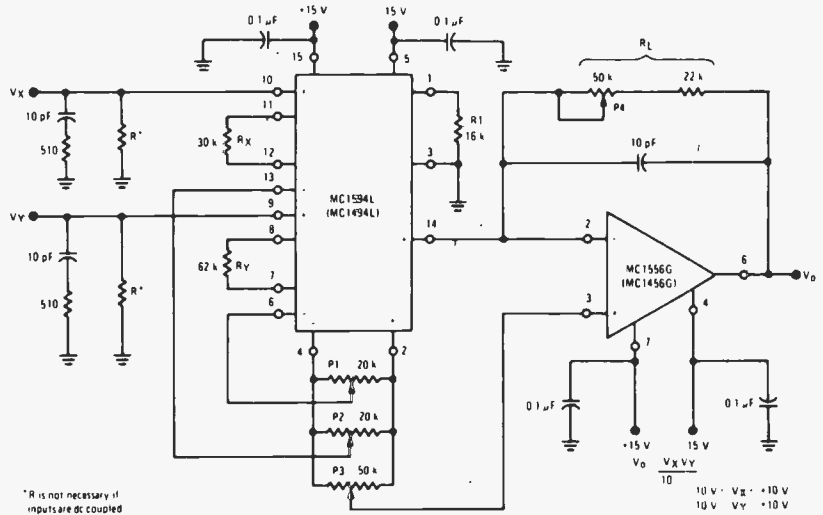 +15 V
15 V
0.1 µF
0.1 µF
15
5
RL
VX
10
1
50 k
22 k
P4
11
10 pF
R*
30 k
RX
R1
16 k
510
12
3
10 pF
13
MC1594L
(MC1494L)
VY
9
14
8
2
10 pF
R*
62 k
RY
MC1556G
(MC1456G)
6
Vo
7
510
6
3
4
4
2
7
P1 20 k
0.1 µF
0.1 µF
P2 20 k
+15 V
15 V
P3 50 k
Vo VX VY
10
*R is not necessary if
inputs are dc coupled
10 V VX +10 V
10 V VY +10 V